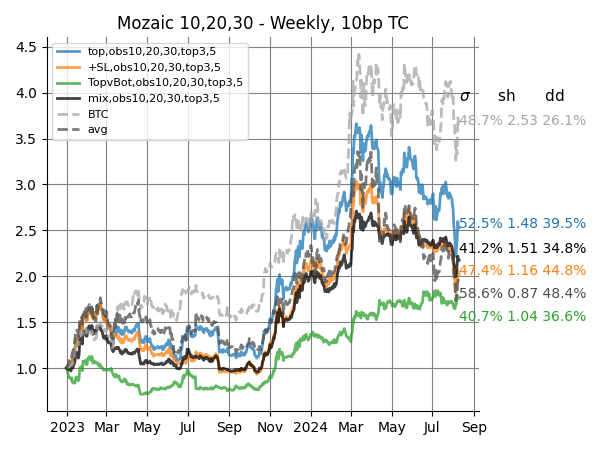 Mozaic 10,20,30 - Weekly, 10bp TC
4.5
4.0
3.5
3.0
2.5
2.0
1.5
1.0
top,obs10,20,30,top3,5
+SL,obs10,20,30,top3,5
TopvBot,obs10,20,30,top3,5
mix,obs10,20,30,top3,5
BTC
avg
σ sh dd
48.7% 2.53 26.1%
52.5% 1.48 39.5%
41.2% 1.51 34.8%
47.4% 1.16 44.8%
58.6% 0.87 48.4%
40.7% 1.04 36.6%
2023 Mar May Jul Sep Nov 2024 Mar May Jul Sep